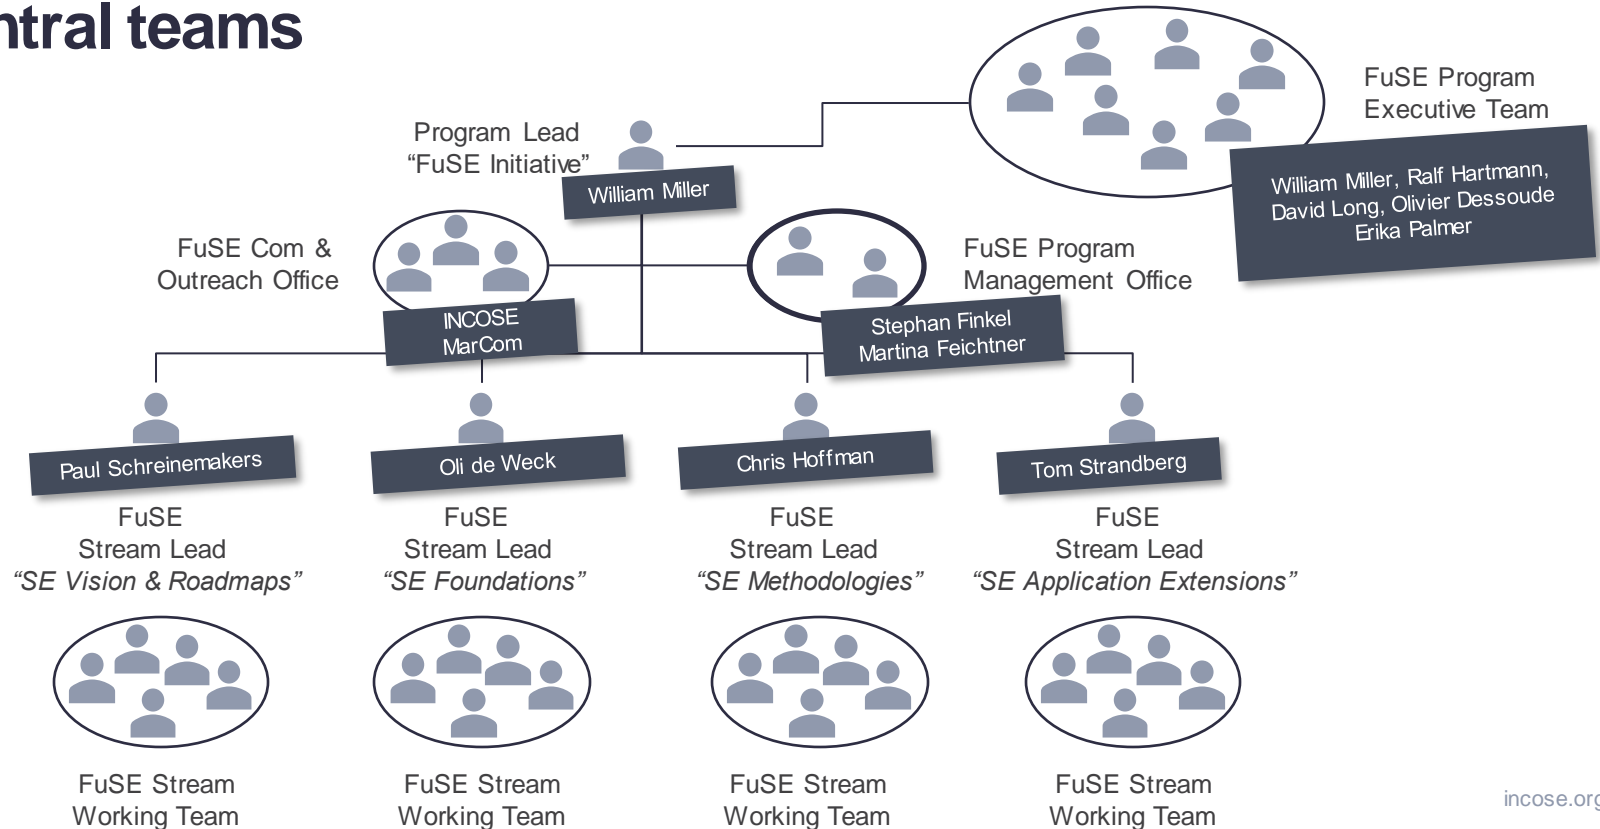 ntral teams
FuSE Program
Executive Team
William Miller, Ralf Hartmann,
David Long, Olivier Dessoude
Erika Palmer
Program Lead
“FuSE Initiative”
William Miller
FuSE Com &
Outreach Office
INCOSE
MarCom
FuSE Program
Management Office
Stephan Finkel
Martina Feichtner
Paul Schreinemakers
FuSE
Stream Lead
“SE Vision & Roadmaps”
FuSE Stream
Working Team
Oli de Weck
FuSE
Stream Lead
“SE Foundations”
FuSE Stream
Working Team
Chris Hoffman
FuSE
Stream Lead
“SE Methodologies”
FuSE Stream
Working Team
Tom Strandberg
FuSE
Stream Lead
“SE Application Extensions”
FuSE Stream
Working Team
incose.org